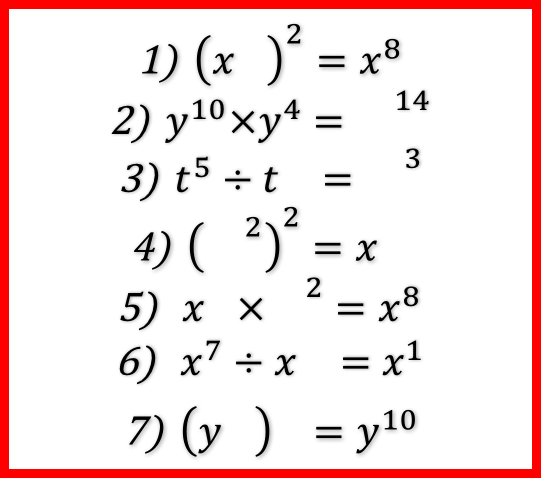 1) (x  )² = x⁸
2) y¹⁰ × y⁴ =   ¹⁴
3) t⁵ ÷ t   =   ³
4) (  ²)² = x
5) x  ×   ² = x⁸
6) x⁷ ÷ x   = x¹
7) (y  )  = y¹⁰